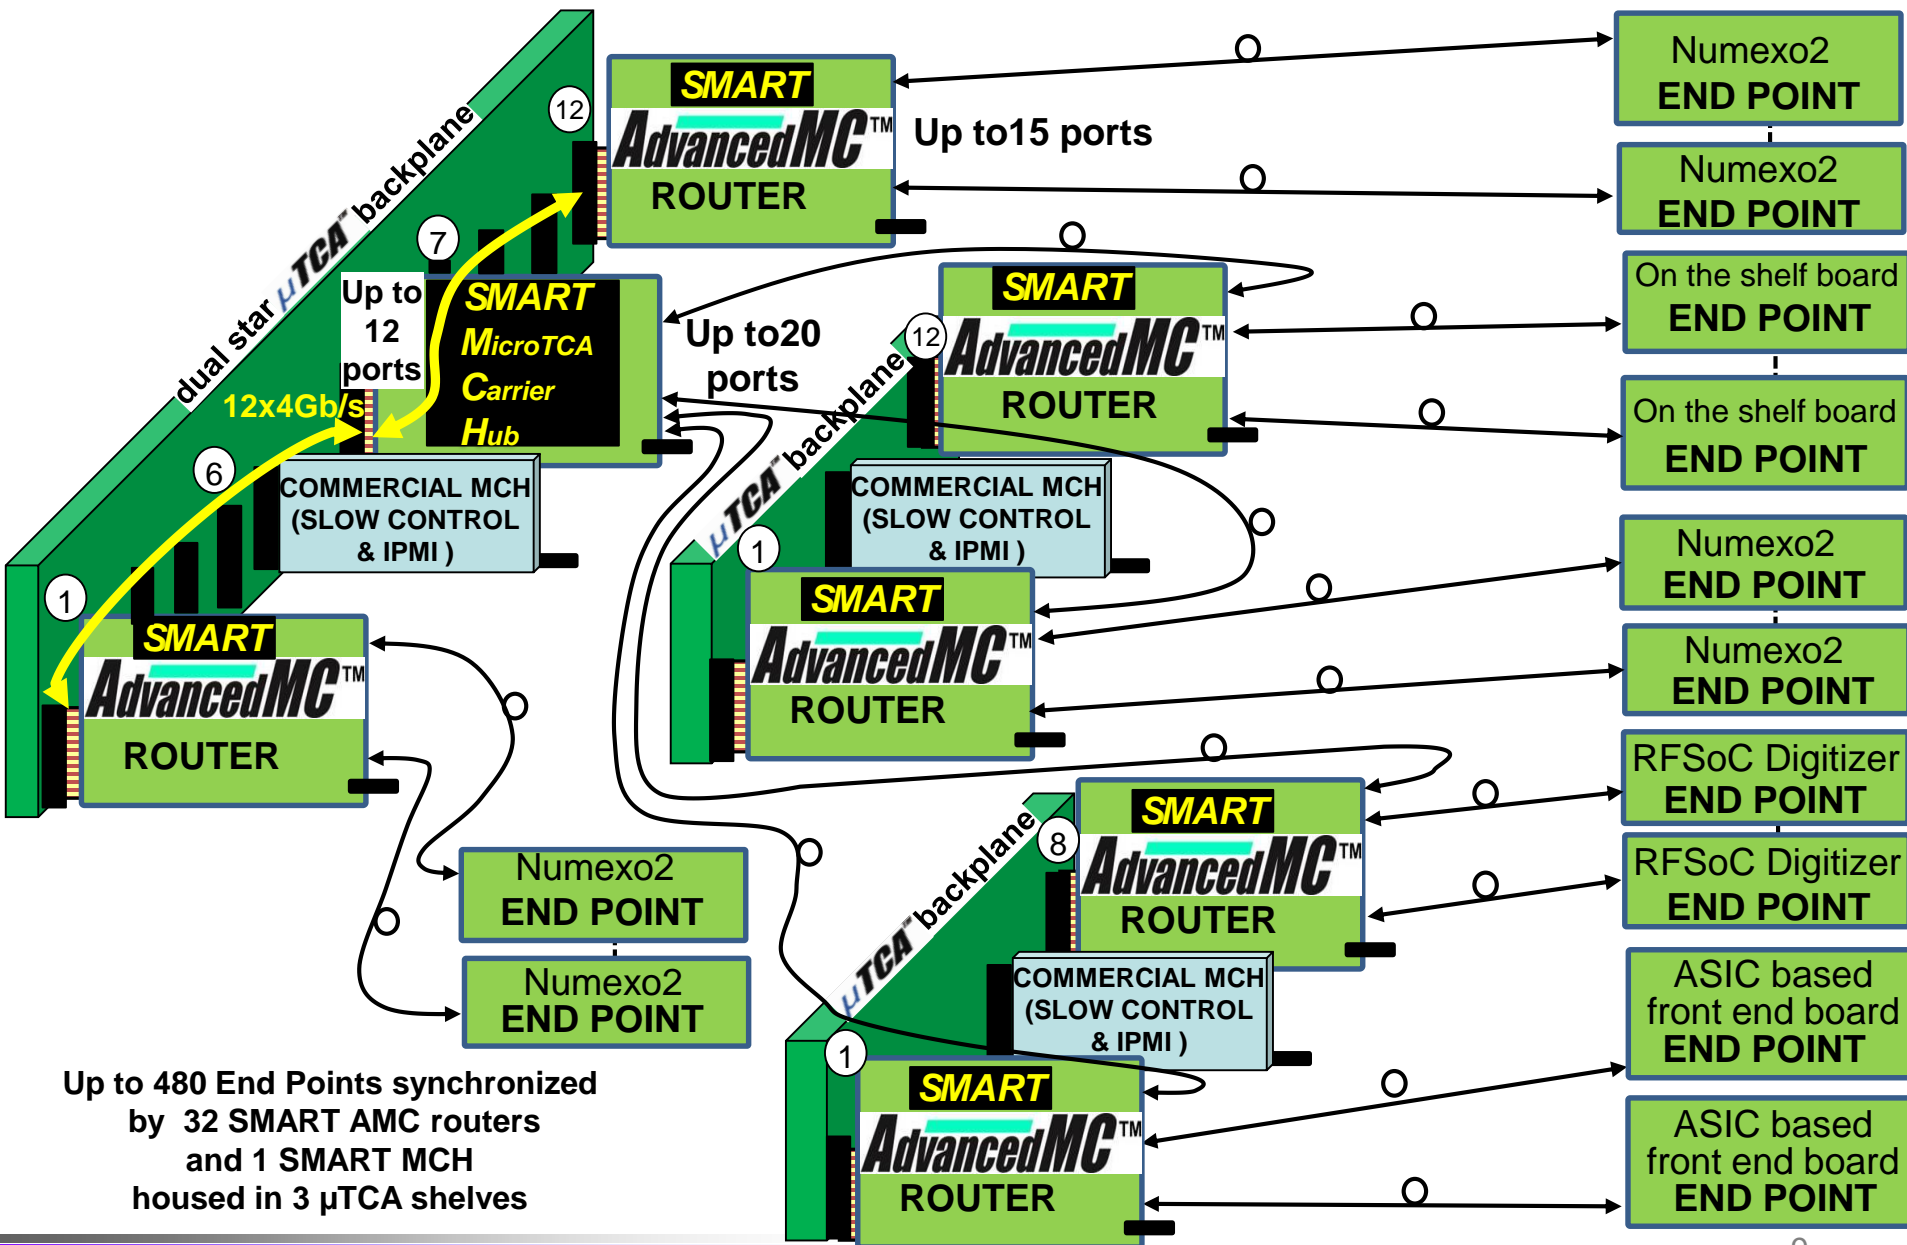 SMART
AdvancedMC™
ROUTER
12
Up to15 ports
Numexo2
END POINT
Numexo2
END POINT
dual star µTCA™ backplane
7
Up to
12
ports
SMART
MicroTCA
Carrier
Hub
12x4Gb/s
Up to20
ports
6
COMMERCIAL MCH
(SLOW CONTROL
& IPMI )
1
SMART
AdvancedMC™
ROUTER
Numexo2
END POINT
Numexo2
END POINT
SMART
AdvancedMC™
ROUTER
12
On the shelf board
END POINT
On the shelf board
END POINT
µTCA™ backplane
COMMERCIAL MCH
(SLOW CONTROL
& IPMI )
1
SMART
AdvancedMC™
ROUTER
Numexo2
END POINT
Numexo2
END POINT
SMART
AdvancedMC™
ROUTER
8
RFSoC Digitizer
END POINT
RFSoC Digitizer
END POINT
µTCA™ backplane
COMMERCIAL MCH
(SLOW CONTROL
& IPMI )
1
SMART
AdvancedMC™
ROUTER
ASIC based
front end board
END POINT
ASIC based
front end board
END POINT
Up to 480 End Points synchronized
by 32 SMART AMC routers
and 1 SMART MCH
housed in 3 µTCA shelves